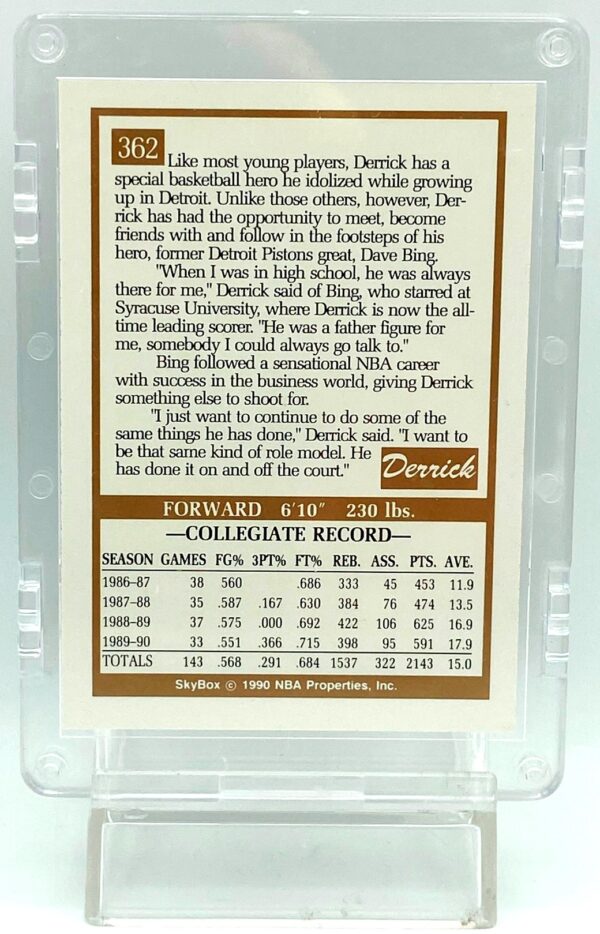 362
Like most young players, Derrick has a
special basketball hero he idolized while growing
up in Detroit. Unlike those others, however, Der-
rick has had the opportunity to meet, become
friends with and follow in the footsteps of his
hero, former Detroit Pistons great, Dave Bing.
"When I was in high school, he was always
there for me," Derrick said of Bing, who starred at
Syracuse University, where Derrick is now the all-
time leading scorer. "He was a father figure for
me, somebody I could always go talk to."
Bing followed a sensational NBA career
with success in the business world, giving Derrick
something else to shoot for.
"I just want to continue to do some of the
same things he has done," Derrick said. "I want to
be that same kind of role model. He
has done it on and off the court."
Derrick
FORWARD 6'10" 230 lbs.
—COLLEGIATE RECORD—
SEASON GAMES FG% 3PT% FT% REB. ASS. PTS. AVE.
1986–87 38 560 .686 333 45 453 11.9
1987–88 35 .587 .167 .630 384 76 474 13.5
1988–89 37 .575 .000 .692 422 106 625 16.9
1989–90 33 .551 .366 .715 398 95 591 17.9
TOTALS 143 .568 .291 .684 1537 322 2143 15.0
SkyBox © 1990 NBA Properties, Inc.